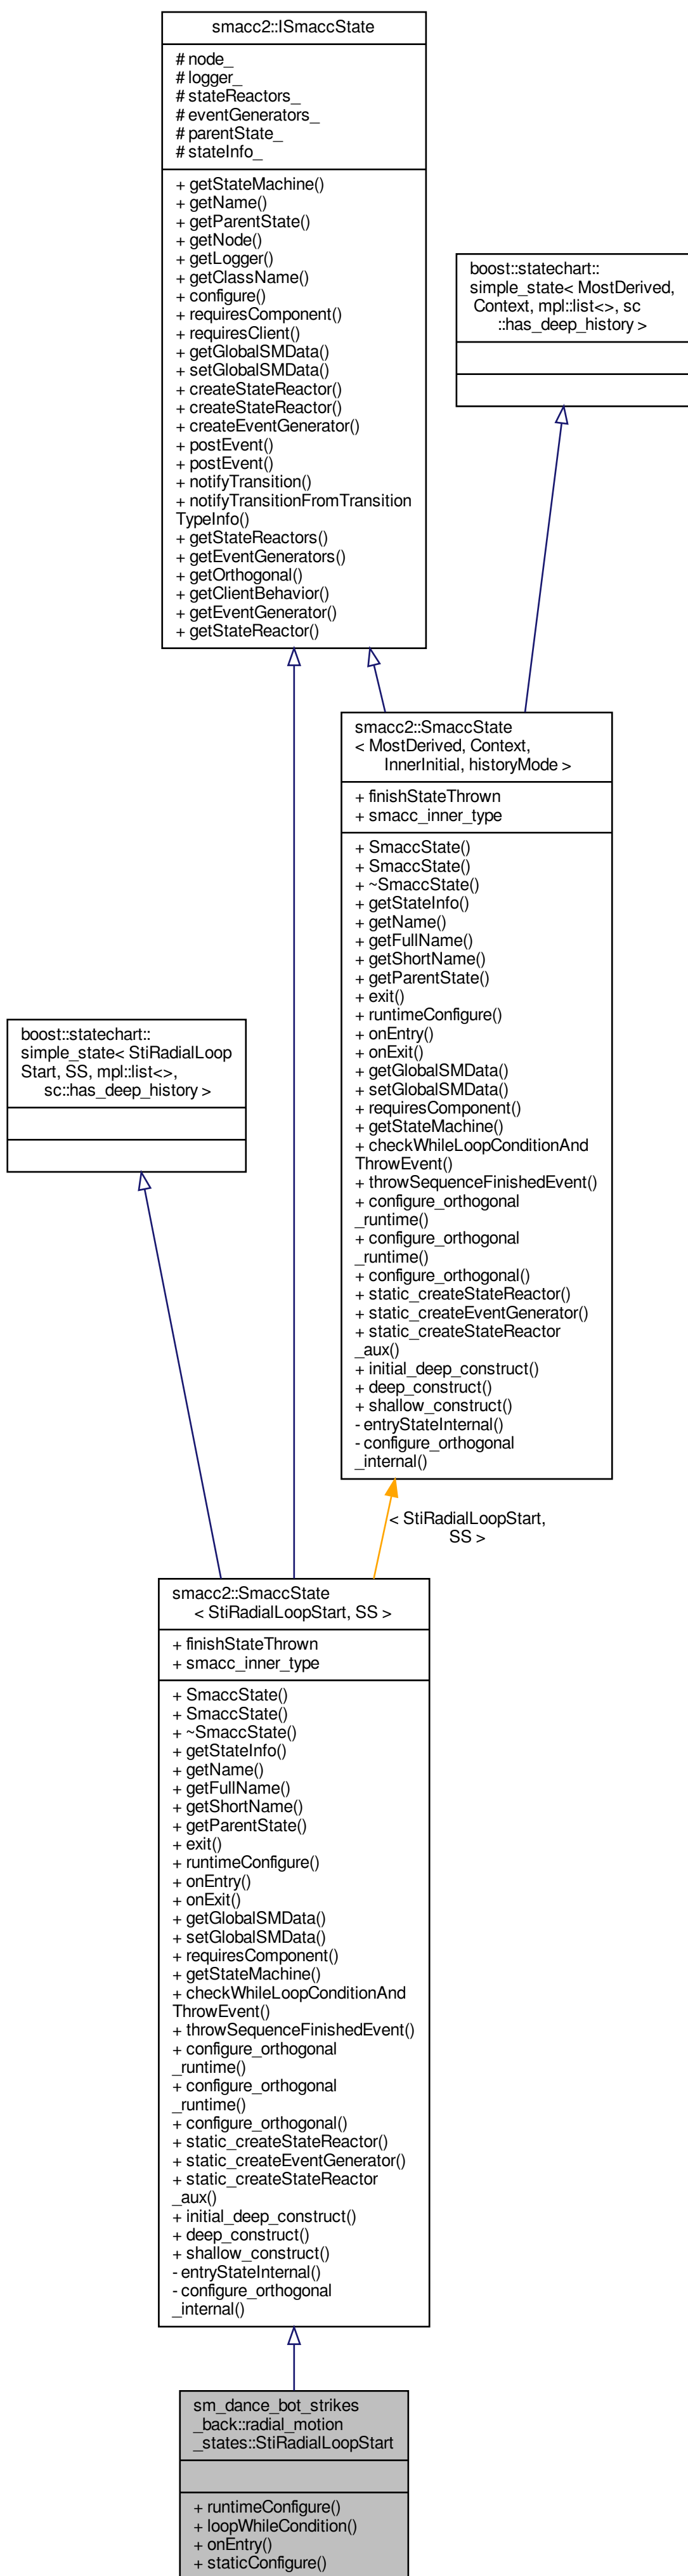 smacc2::ISmaccState
# node_
# logger_
# stateReactors_
# eventGenerators_
# parentState_
# stateInfo_
+ getStateMachine()
+ getName()
+ getParentState()
+ getNode()
+ getLogger()
+ getClassName()
+ configure()
+ requiresComponent()
+ requiresClient()
+ getGlobalSMData()
+ setGlobalSMData()
+ createStateReactor()
+ createStateReactor()
+ createEventGenerator()
+ postEvent()
+ postEvent()
+ notifyTransition()
+ notifyTransitionFromTransition
TypeInfo()
+ getStateReactors()
+ getEventGenerators()
+ getOrthogonal()
+ getClientBehavior()
+ getEventGenerator()
+ getStateReactor()
boost::statechart::
simple_state< MostDerived,
Context, mpl::list<>, sc
::has_deep_history >
smacc2::SmaccState
< MostDerived, Context,
InnerInitial, historyMode >
+ finishStateThrown
+ smacc_inner_type
+ SmaccState()
+ SmaccState()
+ ~SmaccState()
+ getStateInfo()
+ getName()
+ getFullName()
+ getShortName()
+ getParentState()
+ exit()
+ runtimeConfigure()
+ onEntry()
+ onExit()
+ getGlobalSMData()
+ setGlobalSMData()
+ requiresComponent()
+ getStateMachine()
+ checkWhileLoopConditionAnd
ThrowEvent()
+ throwSequenceFinishedEvent()
+ configure_orthogonal
_runtime()
+ configure_orthogonal
_runtime()
+ configure_orthogonal()
+ static_createStateReactor()
+ static_createEventGenerator()
+ static_createStateReactor
_aux()
+ initial_deep_construct()
+ deep_construct()
+ shallow_construct()
- entryStateInternal()
- configure_orthogonal
_internal()
boost::statechart::
simple_state< StiRadialLoop
Start, SS, mpl::list<>,
sc::has_deep_history >
< StiRadialLoopStart,
SS >
smacc2::SmaccState
< StiRadialLoopStart, SS >
+ finishStateThrown
+ smacc_inner_type
+ SmaccState()
+ SmaccState()
+ ~SmaccState()
+ getStateInfo()
+ getName()
+ getFullName()
+ getShortName()
+ getParentState()
+ exit()
+ runtimeConfigure()
+ onEntry()
+ onExit()
+ getGlobalSMData()
+ setGlobalSMData()
+ requiresComponent()
+ getStateMachine()
+ checkWhileLoopConditionAnd
ThrowEvent()
+ throwSequenceFinishedEvent()
+ configure_orthogonal
_runtime()
+ configure_orthogonal
_runtime()
+ configure_orthogonal()
+ static_createStateReactor()
+ static_createEventGenerator()
+ static_createStateReactor
_aux()
+ initial_deep_construct()
+ deep_construct()
+ shallow_construct()
- entryStateInternal()
- configure_orthogonal
_internal()
sm_dance_bot_strikes
_back::radial_motion
_states::StiRadialLoopStart
+ runtimeConfigure()
+ loopWhileCondition()
+ onEntry()
+ staticConfigure()